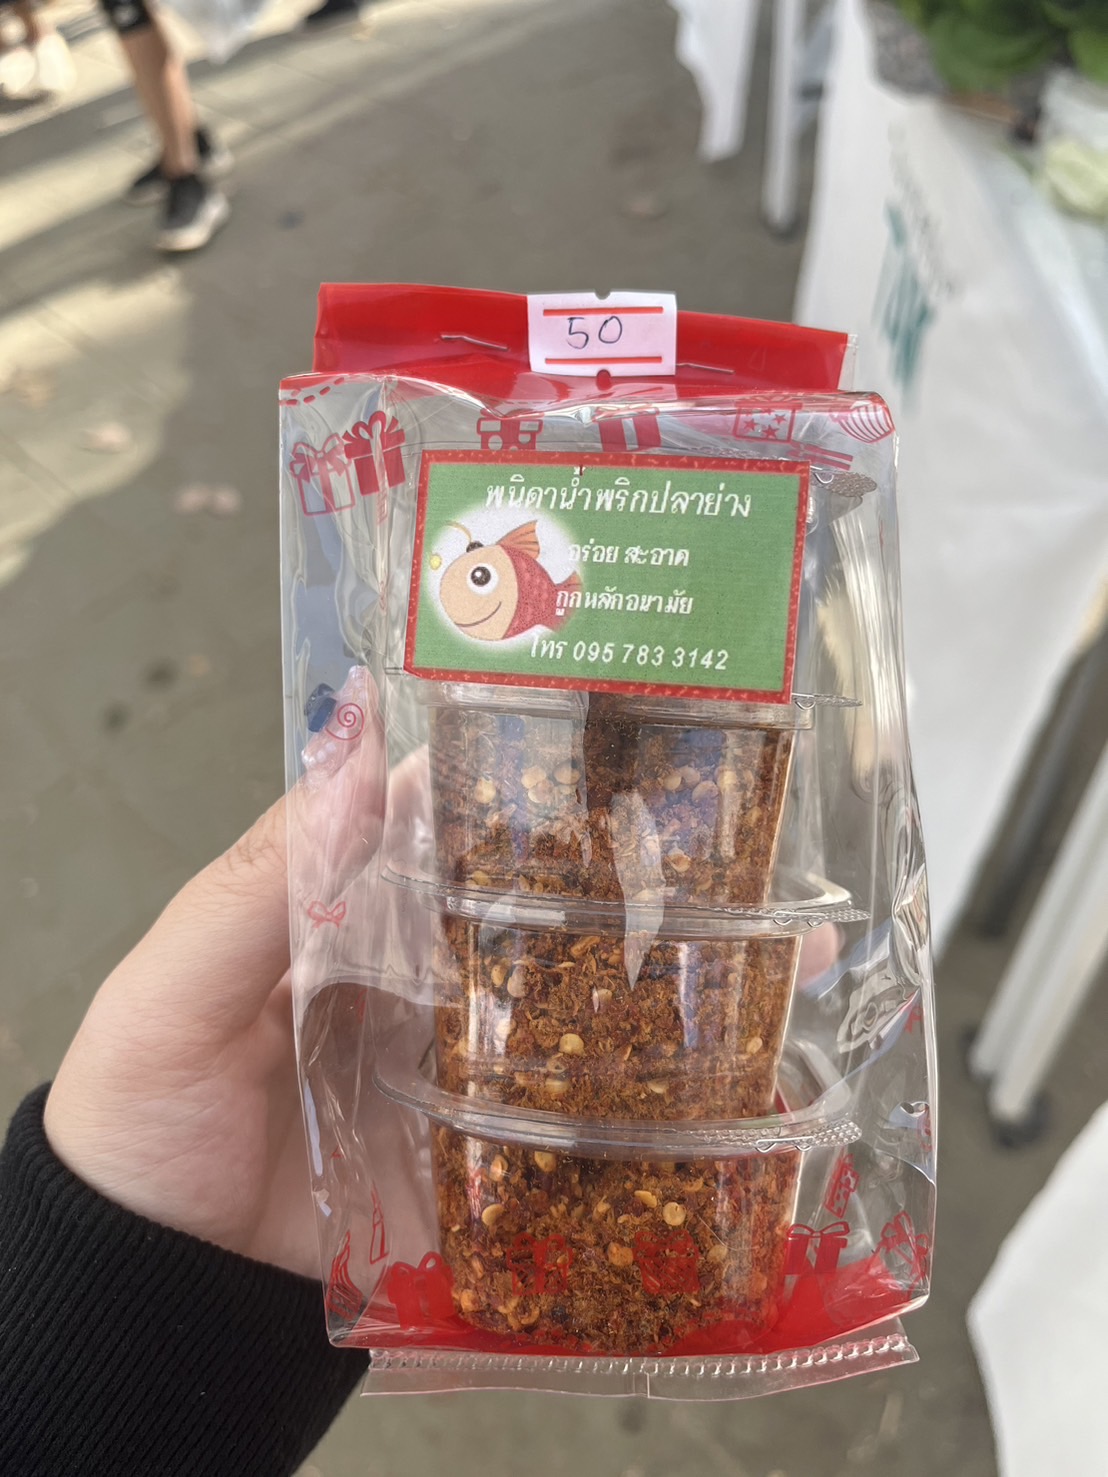 50
พนิดาน้ำพริกปลาย่าง
อร่อย สะอาด
ถูกหลักอนามัย
โทร 095 783 3142